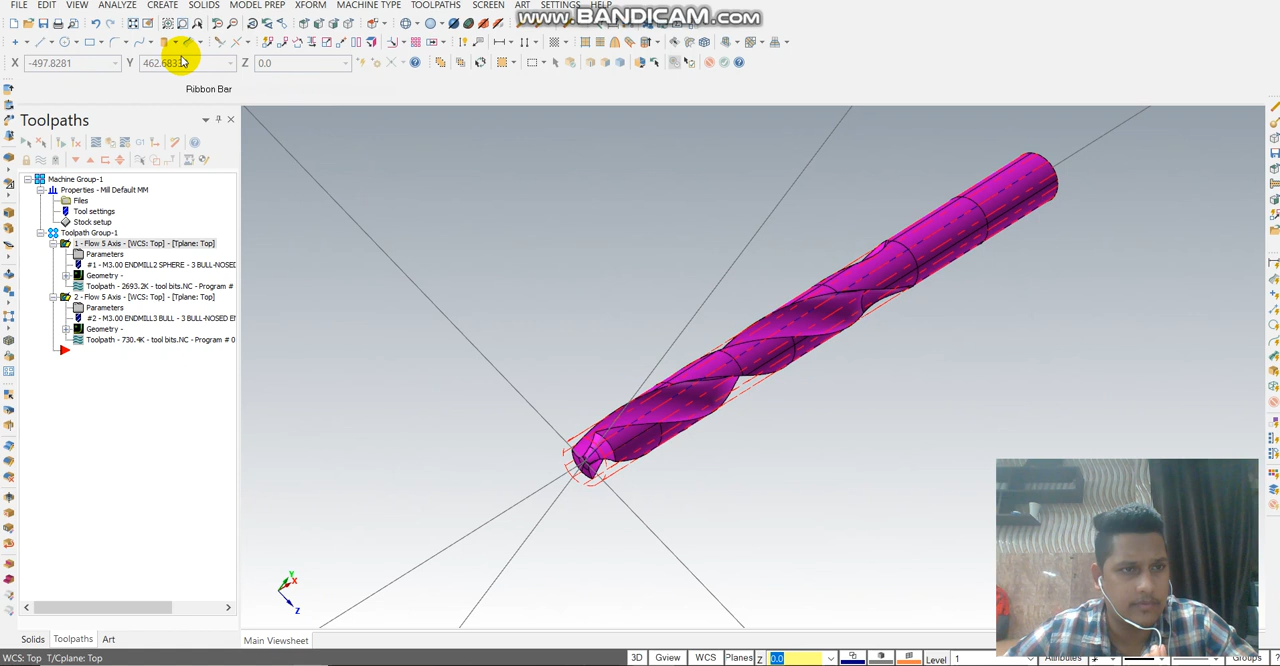 FILE EDIT VIEW ANALYZE CREATE SOLIDS MODEL PREP XFORM MACHINE TYPE TOOLPATHS SCREEN ART SETTINGS HELP
www.BANDICAM.com
X -497.8281 Y 462.6833 Z 0.0
Ribbon Bar
Toolpaths
Machine Group-1
Properties - Mill Default MM
Files
Tool settings
Stock setup
Toolpath Group-1
1 - Flow 5 Axis - [WCS: Top] - [Tplane: Top]
Parameters
#1 - M3.00 ENDMILL2 SPHERE - 3 BULL-NOSED
Geometry -
Toolpath - 2693.2K - tool bits.NC - Program #
2 - Flow 5 Axis - [WCS: Top] - [Tplane: Top]
Parameters
#2 - M3.00 ENDMILL3 BULL - 3 BULL-NOSED EN
Geometry -
Toolpath - 730.4K - tool bits.NC - Program # 0
Y
X
Z
Solids Toolpaths Art
Main Viewsheet
WCS: Top T/Cplane: Top
3D Gview WCS Planes Z 0.0 Level 1 Attributes Groups ?